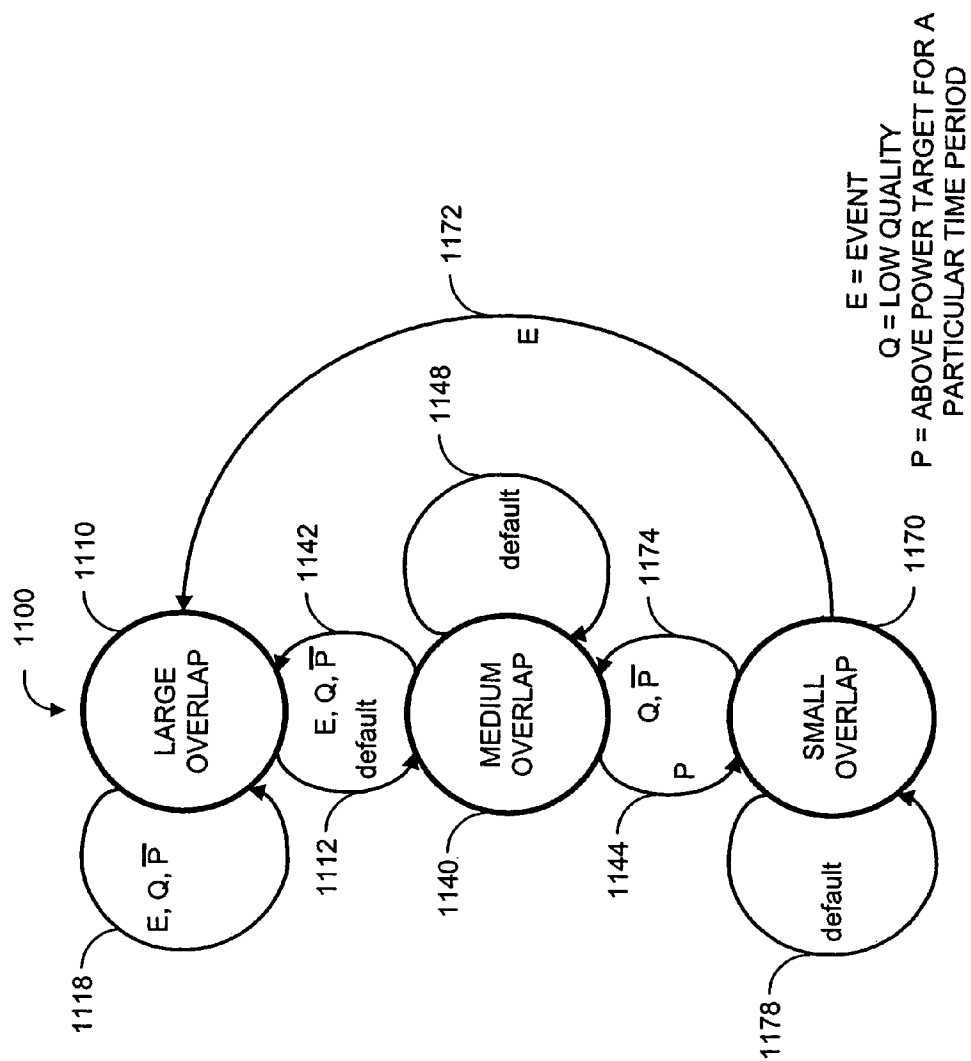 1178
1118
default
E, Q, P̅
1144
1140
1112
P
default
SMALL
OVERLAP
Q, P̅
MEDIUM
OVERLAP
E, Q, P̅
LARGE
OVERLAP
1100
1170
1174
default
1148
1142
1110
E
1172
E = EVENT
Q = LOW QUALITY
P = ABOVE POWER TARGET FOR A
PARTICULAR TIME PERIOD